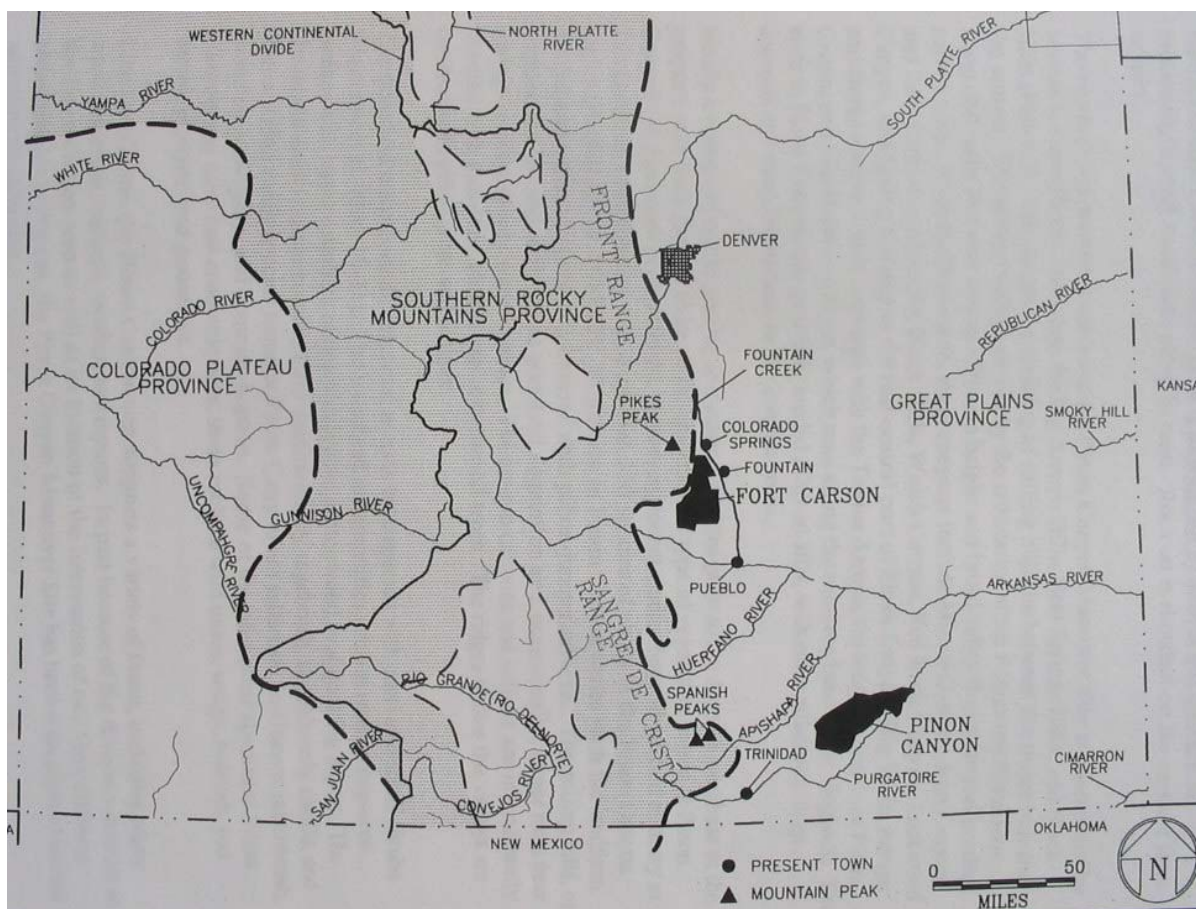 WESTERN CONTINENTAL
DIVIDE
NORTH PLATTE
RIVER
YAMPA RIVER
SOUTH PLATTE RIVER
WHITE RIVER
FRONT RANGE
DENVER
COLORADO RIVER
SOUTHERN ROCKY
MOUNTAINS PROVINCE
REPUBLICAN RIVER
COLORADO PLATEAU
PROVINCE
FOUNTAIN
CREEK
GREAT PLAINS
PROVINCE
KANSA
SMOKY HILL
RIVER
PIKES
PEAK
COLORADO
SPRINGS
FOUNTAIN
FORT CARSON
UNCOMPAHGRE RIVER
GUNNISON RIVER
PUEBLO
ARKANSAS RIVER
SANGRE DE CRISTO
RANGE
HUERFANO RIVER
RIO GRANDE (RIO DEL NORTE)
SPANISH
PEAKS
APISHAPA RIVER
PINON
CANYON
TRINIDAD
SAN JUAN RIVER
CONEJOS RIVER
PURGATOIRE
RIVER
CIMARRON
RIVER
A
NEW MEXICO
OKLAHOMA
PRESENT TOWN
MOUNTAIN PEAK
0 50
MILES
N